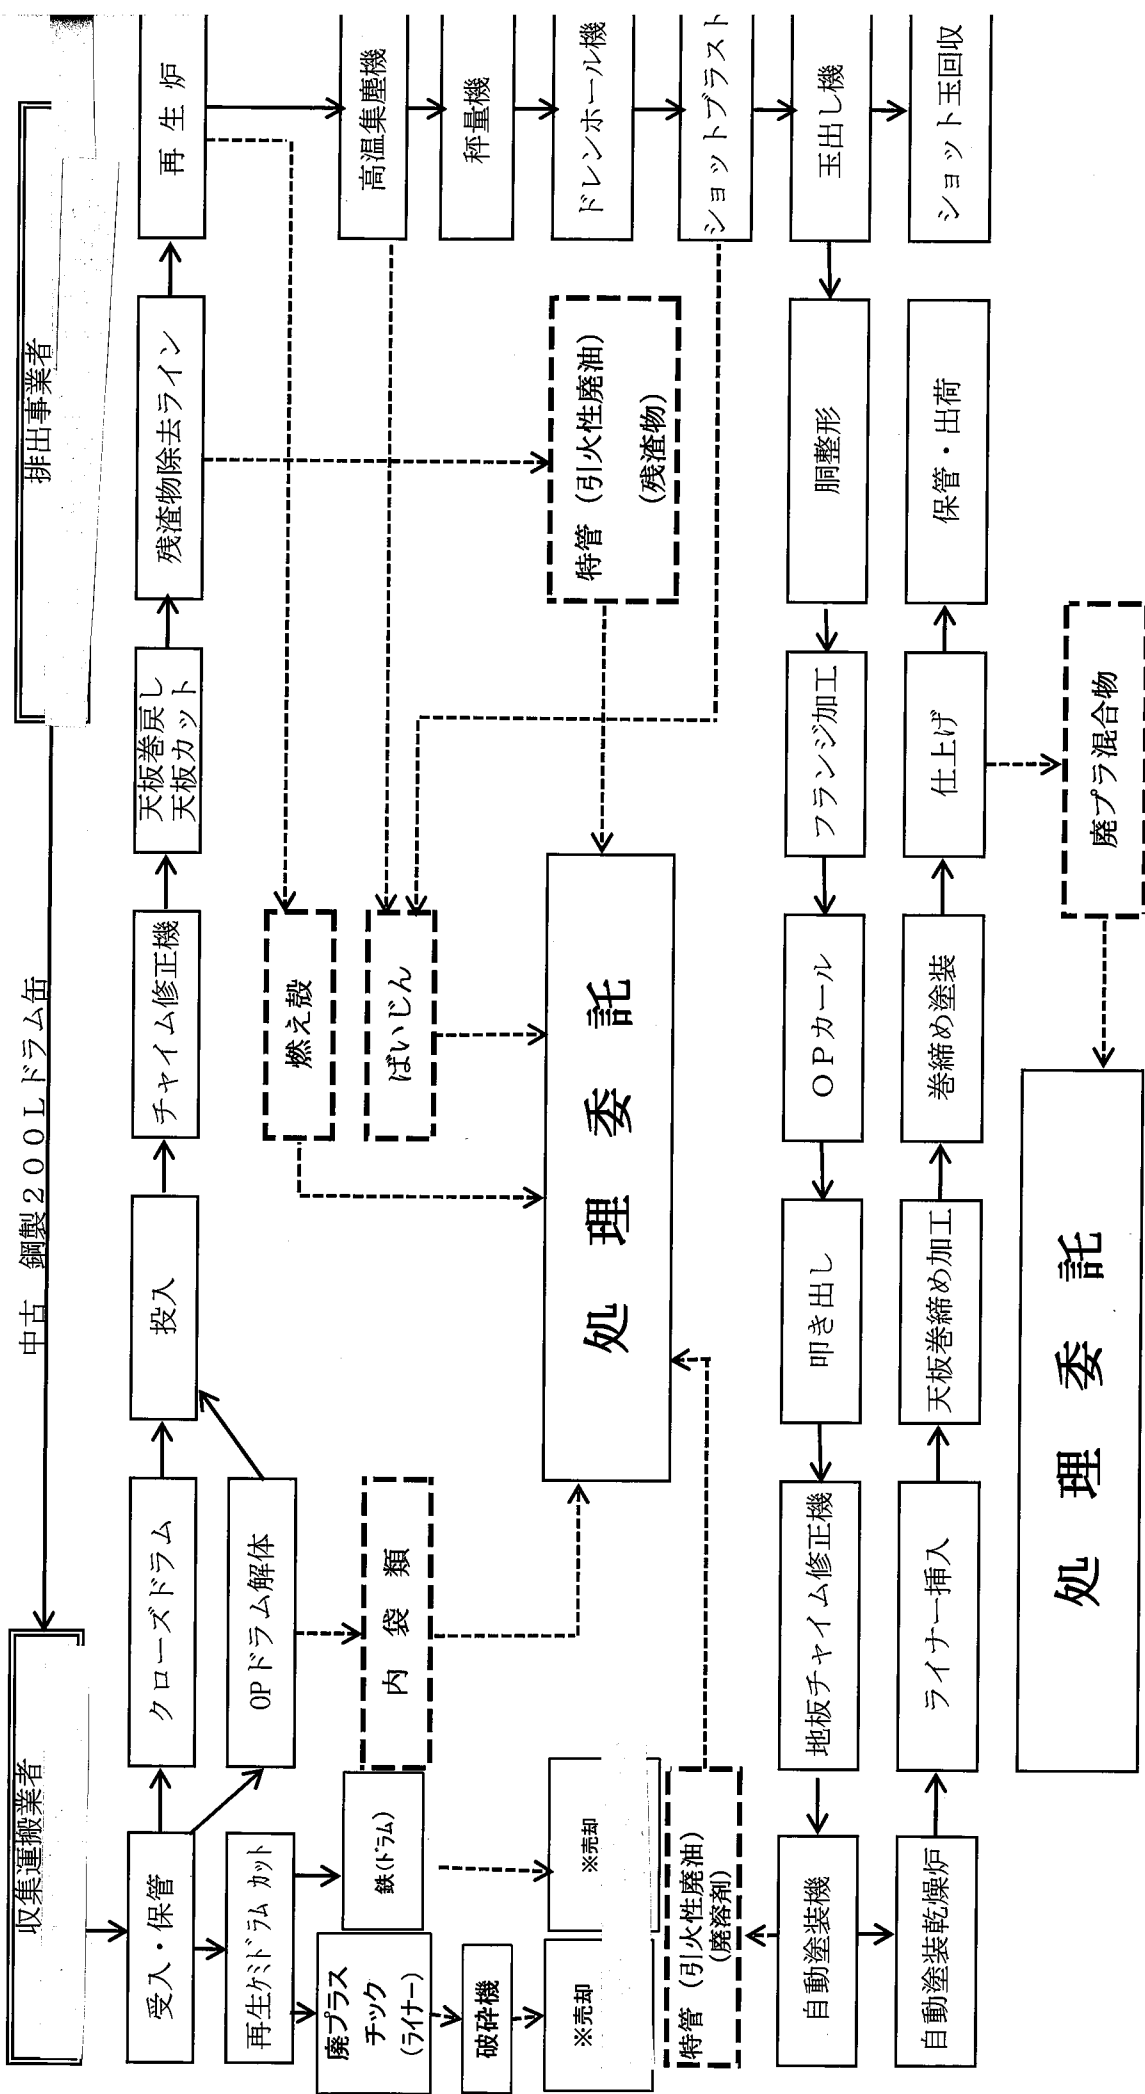 排出事業者
中古 鋼製200Lドラム缶
収集運搬業者
受入・保管
クローズドラム
投入
チャイム修正機
天板巻戻し
天板カット
残渣物除去ライン
再生炉
再生ｹﾐﾄﾞﾗﾑ カット
OPドラム解体
廃プラス
チック
(ライナー)
鉄(ﾄﾞﾗﾑ)
内袋類
燃え殻
ばいじん
高温集塵機
破砕機
秤量機
※売却
※売却
処理委託
特管（引火性廃油）
（残渣物）
ドレンホール機
特管（引火性廃油）
（廃溶剤）
ショットブラスト
自動塗装機
地板チャイム修正機
叩き出し
OPカール
フランジ加工
胴整形
玉出し機
自動塗装乾燥炉
ライナー挿入
天板巻締め加工
巻締め塗装
仕上げ
保管・出荷
ショット玉回収
処理委託
廃プラ混合物